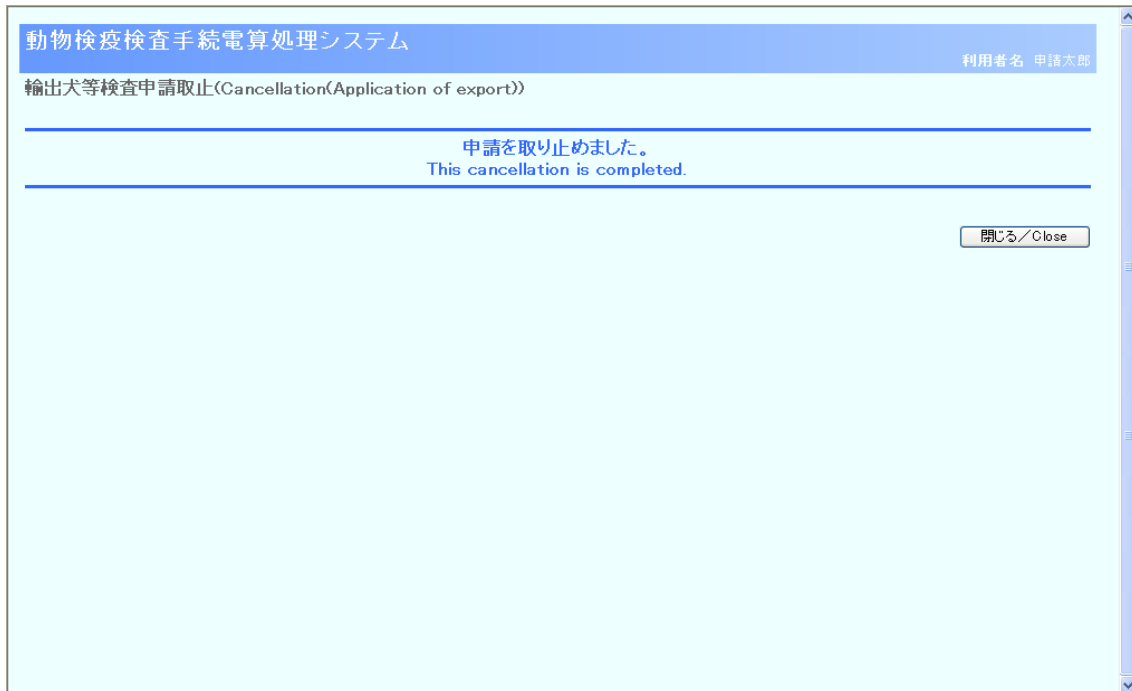 動物検疫検査手続電算処理システム
利用者名 申請太郎
輸出犬等検査申請取止(Cancellation(Application of export))
申請を取り止めました。
This cancellation is completed.
閉じる／Close